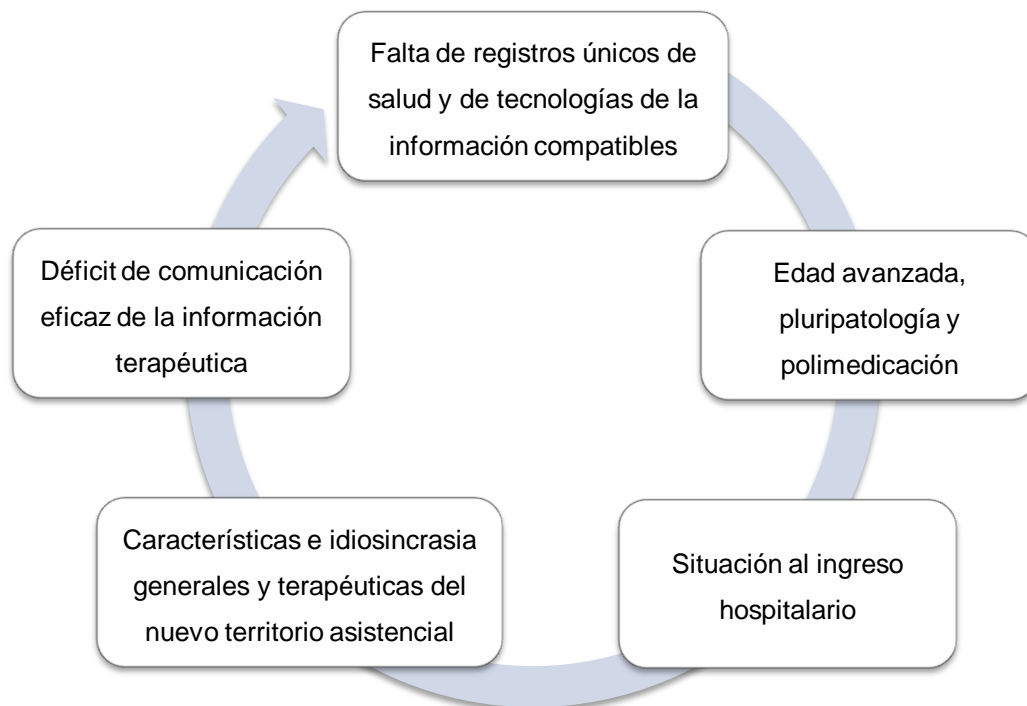 Falta de registros únicos de
salud y de tecnologías de la
información compatibles
Edad avanzada,
pluripatología y
polimedicación
Situación al ingreso
hospitalario
Características e idiosincrasia
generales y terapéuticas del
nuevo territorio asistencial
Déficit de comunicación
eficaz de la información
terapéutica